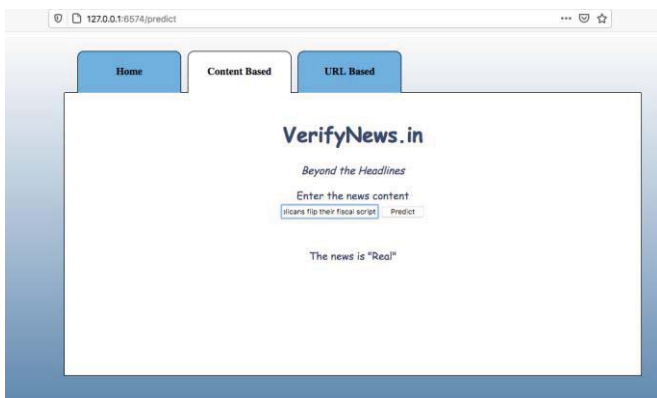 127.0.0.1:6574/predict
Home Content Based URL Based
VerifyNews.in
Beyond the Headlines
Enter the news content
flip their fiscal script Predict
The news is "Real"